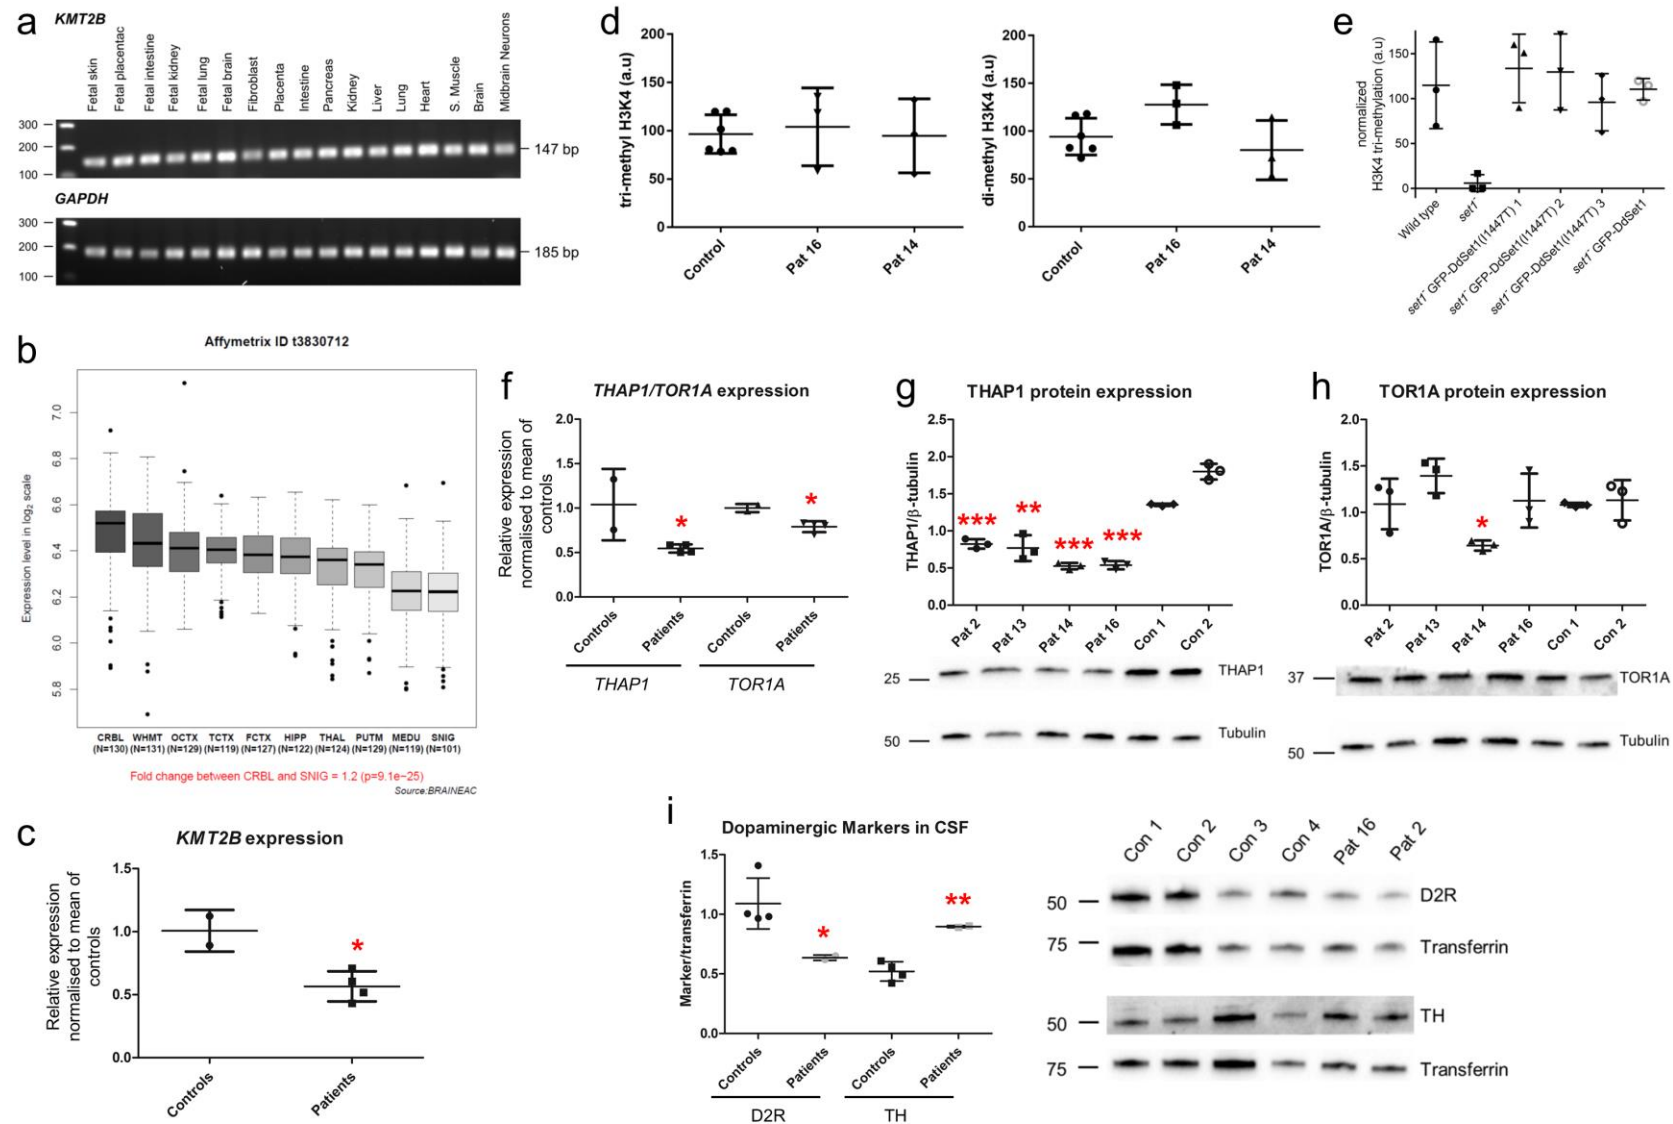 a
KMT2B
Fetal skin
Fetal placentac
Fetal intestine
Fetal kidney
Fetal lung
Fetal brain
Fibroblast
Placenta
Intestine
Pancreas
Kidney
Liver
Lung
Heart
S. Muscle
Brain
Midbrain Neurons
300
200
100
147 bp
GAPDH
300
200
100
185 bp
b
Affymetrix ID t3830712
Expression level in log2 scale
7.0
6.8
6.6
6.4
6.2
6.0
5.8
CRBL WHMT OCTX TCTX FCTX HIPP THAL PUTM MEDU SNIG
(N=130) (N=131) (N=129) (N=119) (N=127) (N=122) (N=124) (N=129) (N=119) (N=101)
Fold change between CRBL and SNIG = 1.2 (p=9.1e−25)
Source:BRAINEAC
c
KMT2B expression
Relative expression
normalised to mean of
controls
1.5
1.0
0.5
0.0
*
Controls
Patients
d
tri-methyl H3K4 (a.u)
200
150
100
50
0
Control
Pat 16
Pat 14
di-methyl H3K4 (a.u)
200
150
100
50
0
Control
Pat 16
Pat 14
e
normalized
H3K4 tri-methylation (a.u)
150
100
50
0
Wild type
set1-
set1- GFP-DdSet1(I1447T) 1
set1- GFP-DdSet1(I1447T) 2
set1- GFP-DdSet1(I1447T) 3
set1- GFP-DdSet1
f
THAP1/TOR1A expression
Relative expression
normalised to mean of
controls
2.0
1.5
1.0
0.5
0.0
*
*
Controls
Patients
Controls
Patients
THAP1
TOR1A
g
THAP1 protein expression
THAP1/β-tubulin
2.5
2.0
1.5
1.0
0.5
0.0
***
**
***
***
Pat 2
Pat 13
Pat 14
Pat 16
Con 1
Con 2
25
THAP1
50
Tubulin
h
TOR1A protein expression
TOR1A/β-tubulin
2.0
1.5
1.0
0.5
0.0
*
Pat 2
Pat 13
Pat 14
Pat 16
Con 1
Con 2
37
TOR1A
50
Tubulin
i
Dopaminergic Markers in CSF
Marker/transferrin
1.5
1.0
0.5
0.0
*
**
Controls
Patients
Controls
Patients
D2R
TH
Con 1
Con 2
Con 3
Con 4
Pat 16
Pat 2
50
D2R
75
Transferrin
50
TH
75
Transferrin